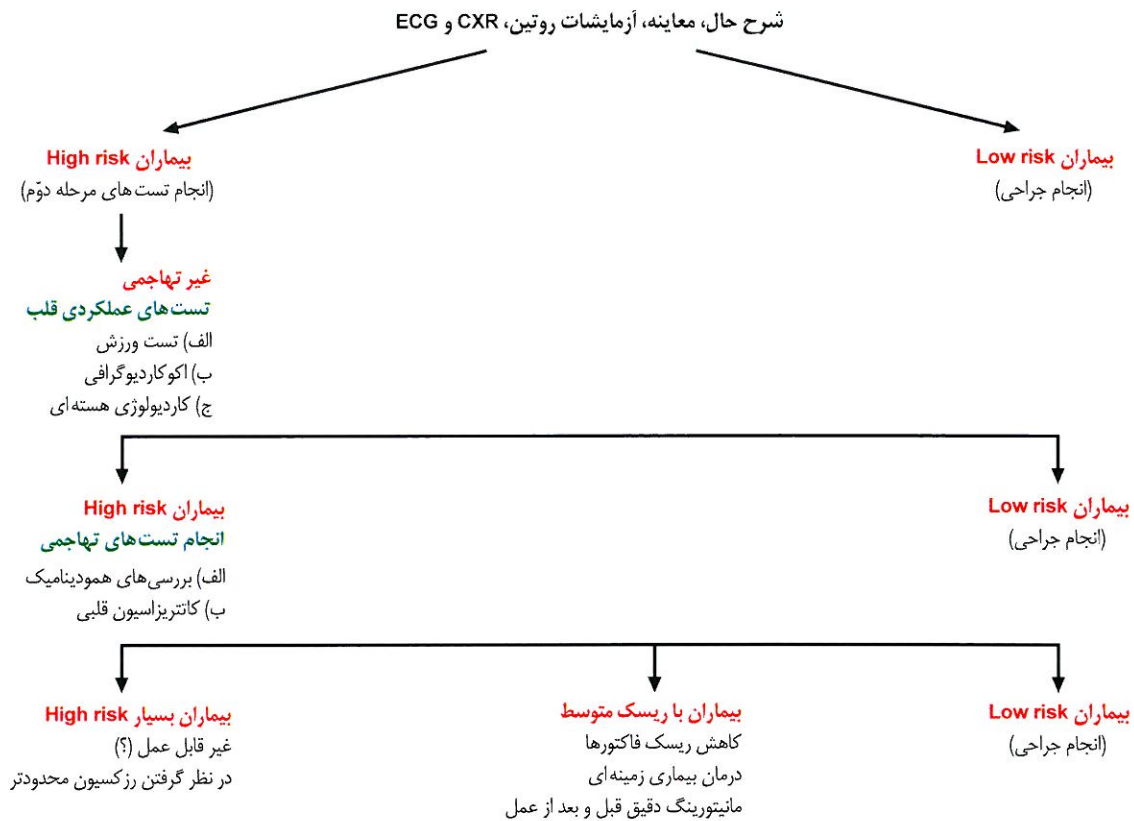 شرح حال، معاینه، آزمایشات روتین، CXR و ECG
بیماران Low risk
(انجام جراحی)
بیماران High risk
(انجام تست‌های مرحله دوّم)
غیر تهاجمی
تست‌های عملکردی قلب
الف) تست ورزش
ب) اکوکاردیوگرافی
ج) کاردیولوژی هسته‌ای
بیماران Low risk
(انجام جراحی)
بیماران High risk
انجام تست‌های تهاجمی
الف) بررسی‌های همودینامیک
ب) کاتتریزاسیون قلبی
بیماران Low risk
(انجام جراحی)
بیماران با ریسک متوسط
کاهش ریسک فاکتورها
درمان بیماری زمینه‌ای
مانیتورینگ دقیق قبل و بعد از عمل
بیماران بسیار High risk
غیر قابل عمل (؟)
در نظر گرفتن رزکسیون محدودتر